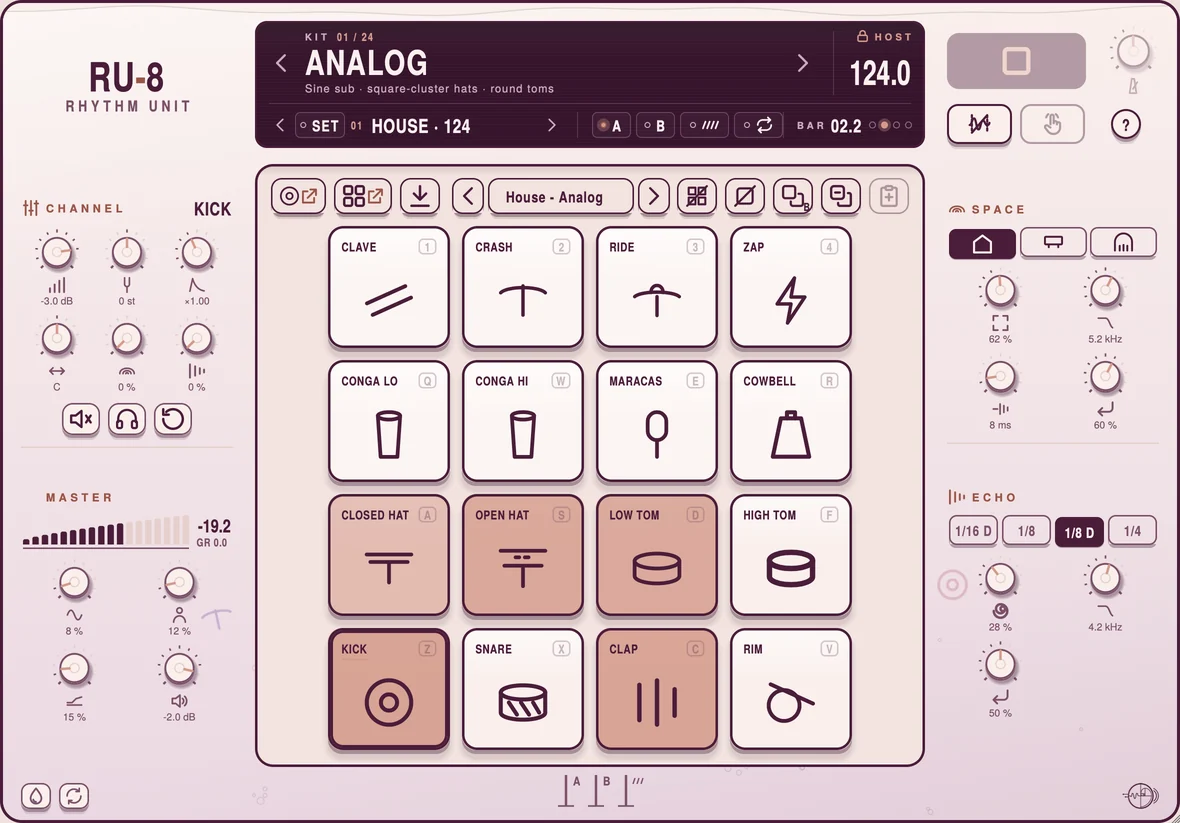 RU-8
RHYTHM UNIT
KIT 01 / 24
ANALOG
Sine sub · square-cluster hats · round toms
HOST
124.0
SET 01 HOUSE · 124
A B //// BAR 02.2
?
CHANNEL KICK
-3.0 dB 0 st ×1.00
C 0 % 0 %
MASTER
-19.2
GR 0.0
8 % 12 %
15 % -2.0 dB
House - Analog
B
CLAVE 1
CRASH 2
RIDE 3
ZAP 4
CONGA LO Q
CONGA HI W
MARACAS E
COWBELL R
CLOSED HAT A
OPEN HAT S
LOW TOM D
HIGH TOM F
KICK Z
SNARE X
CLAP C
RIM V
A B ///
SPACE
62 % 5.2 kHz
8 ms 60 %
ECHO
1/16 D 1/8 1/8 D 1/4
28 % 4.2 kHz
50 %